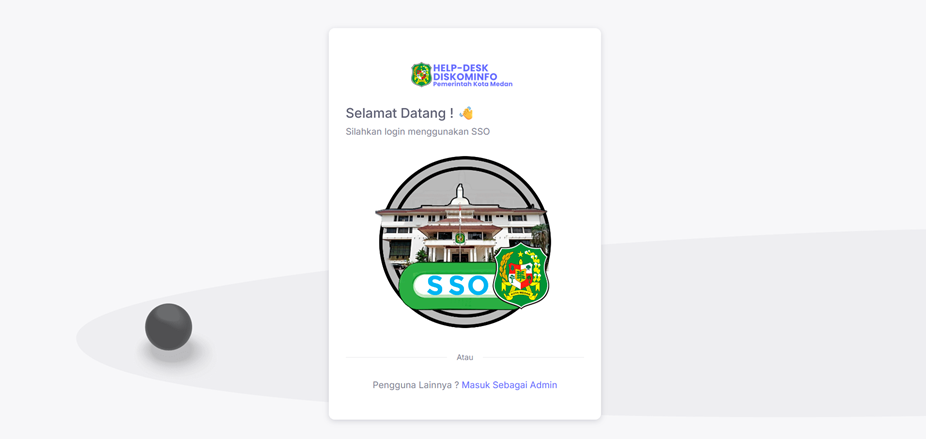 HELP-DESK
DISKOMINFO
Pemerintah Kota Medan
Selamat Datang ! 👋
Silahkan login menggunakan SSO
SSO
Atau
Pengguna Lainnya ? Masuk Sebagai Admin